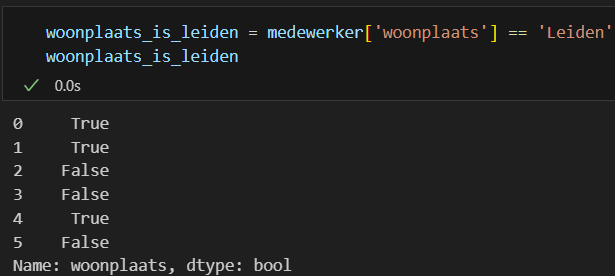 woonplaats_is_leiden = medewerker['woonplaats'] == 'Leiden'
woonplaats_is_leiden
0.0s
0 True
1 True
2 False
3 False
4 True
5 False
Name: woonplaats, dtype: bool